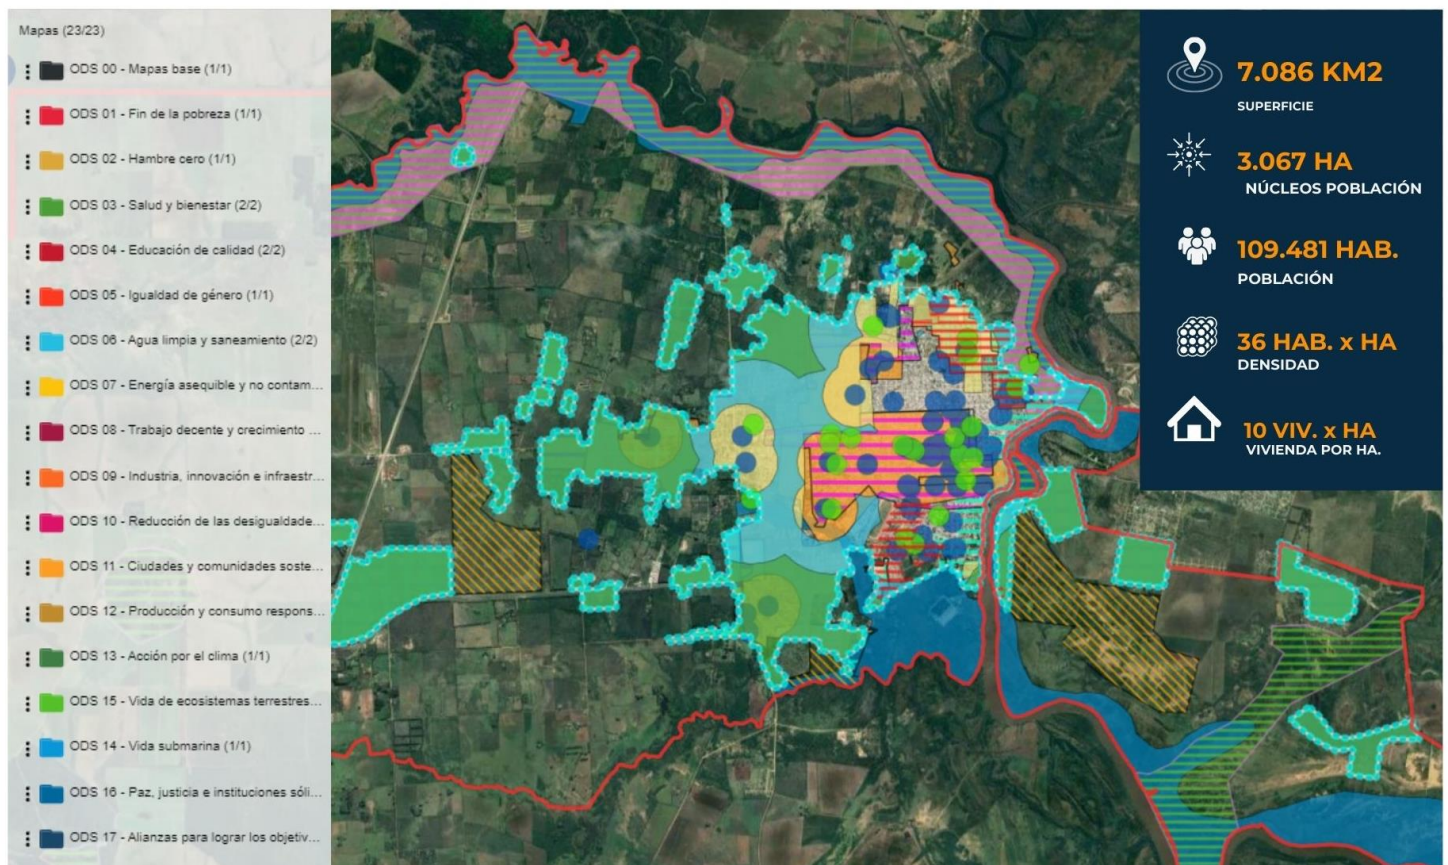 Mapas (23/23)
ODS 00 - Mapas base (1/1)
ODS 01 - Fin de la pobreza (1/1)
ODS 02 - Hambre cero (1/1)
ODS 03 - Salud y bienestar (2/2)
ODS 04 - Educación de calidad (2/2)
ODS 05 - Igualdad de género (1/1)
ODS 06 - Agua limpia y saneamiento (2/2)
ODS 07 - Energía asequible y no contam...
ODS 08 - Trabajo decente y crecimiento ...
ODS 09 - Industria, innovación e infraestr...
ODS 10 - Reducción de las desigualdade...
ODS 11 - Ciudades y comunidades soste...
ODS 12 - Producción y consumo respons...
ODS 13 - Acción por el clima (1/1)
ODS 15 - Vida de ecosistemas terrestres...
ODS 14 - Vida submarina (1/1)
ODS 16 - Paz, justicia e instituciones sóli...
ODS 17 - Alianzas para lograr los objetiv...
7.086 KM2
SUPERFICIE
3.067 HA
NÚCLEOS POBLACIÓN
109.481 HAB.
POBLACIÓN
36 HAB. x HA
DENSIDAD
10 VIV. x HA
VIVIENDA POR HA.